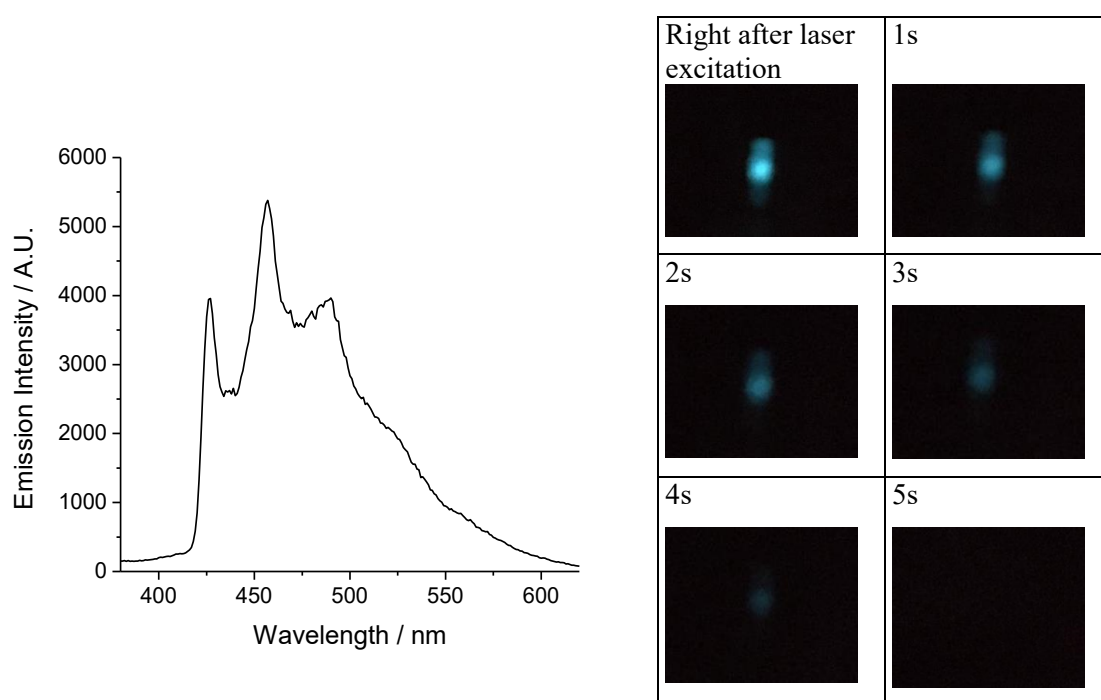 6000
5000
4000
3000
2000
1000
0
400
450
500
550
600
Emission Intensity / A.U.
Wavelength / nm
Right after laser
excitation
1s
2s
3s
4s
5s